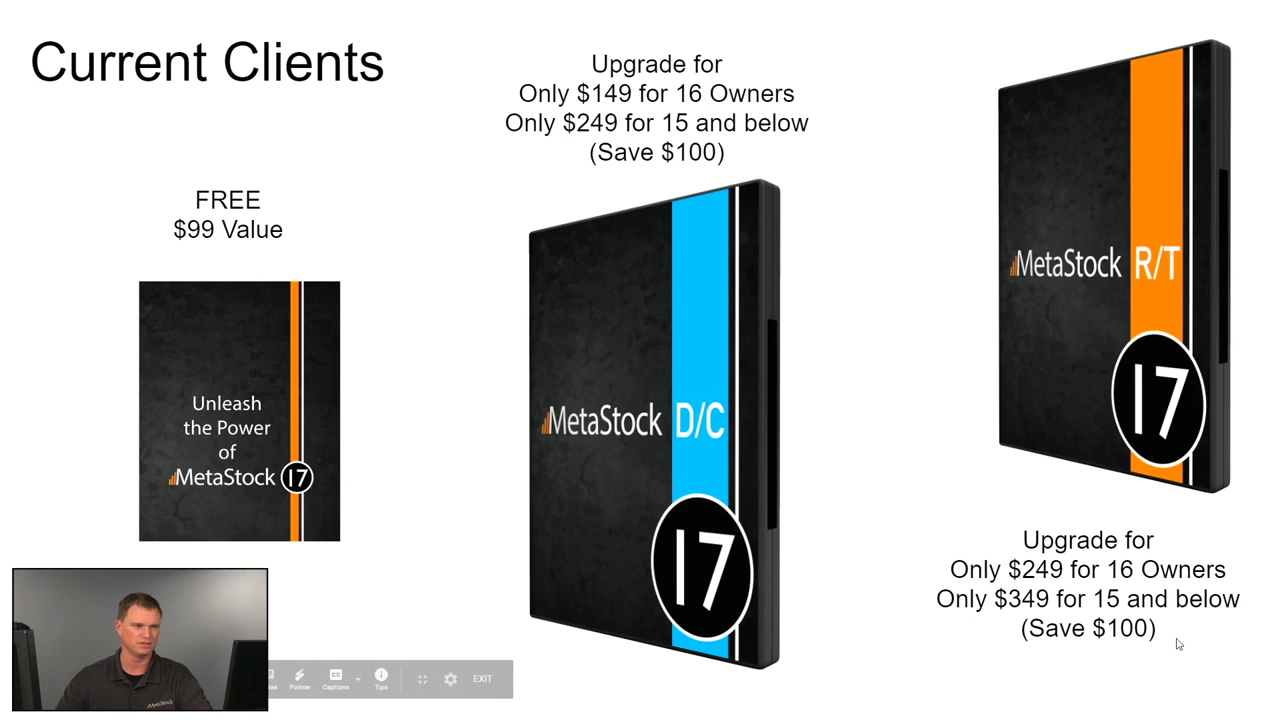 Current Clients
FREE
$99 Value
Unleash
the Power
of
MetaStock 17
Upgrade for
Only $149 for 16 Owners
Only $249 for 15 and below
(Save $100)
MetaStock D/C
17
MetaStock R/T
17
Upgrade for
Only $249 for 16 Owners
Only $349 for 15 and below
(Save $100)
MetaStock
Pointer
Captions
CC
Tips
EXIT